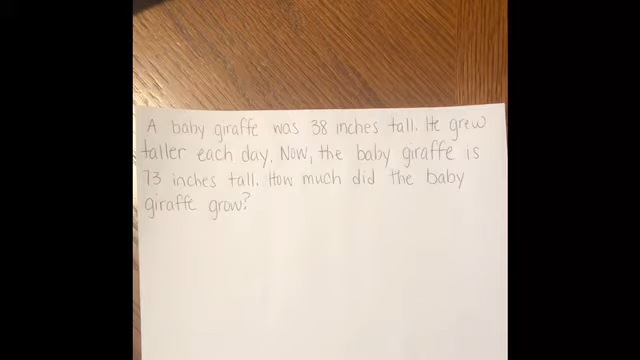 A baby giraffe was 38 inches tall. He grew
taller each day. Now, the baby giraffe is
73 inches tall. How much did the baby
giraffe grow?